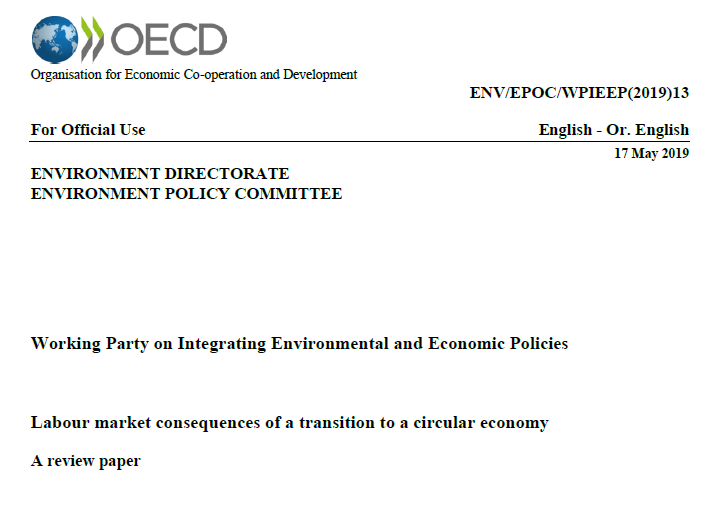 OECD
Organisation for Economic Co-operation and Development
ENV/EPOC/WPIEEP(2019)13
For Official Use
English - Or. English
17 May 2019
ENVIRONMENT DIRECTORATE
ENVIRONMENT POLICY COMMITTEE
Working Party on Integrating Environmental and Economic Policies
Labour market consequences of a transition to a circular economy
A review paper